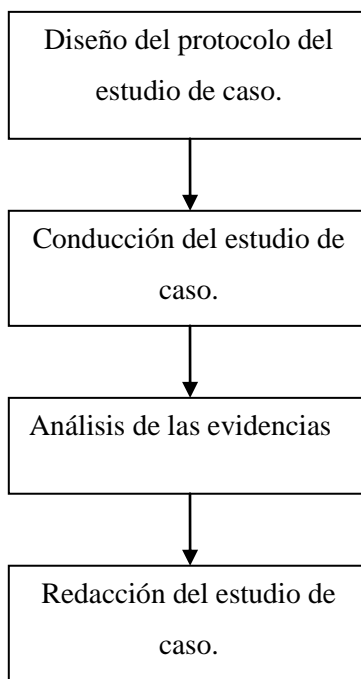 Diseño del protocolo del
estudio de caso.
Conducción del estudio de
caso.
Análisis de las evidencias
Redacción del estudio de
caso.